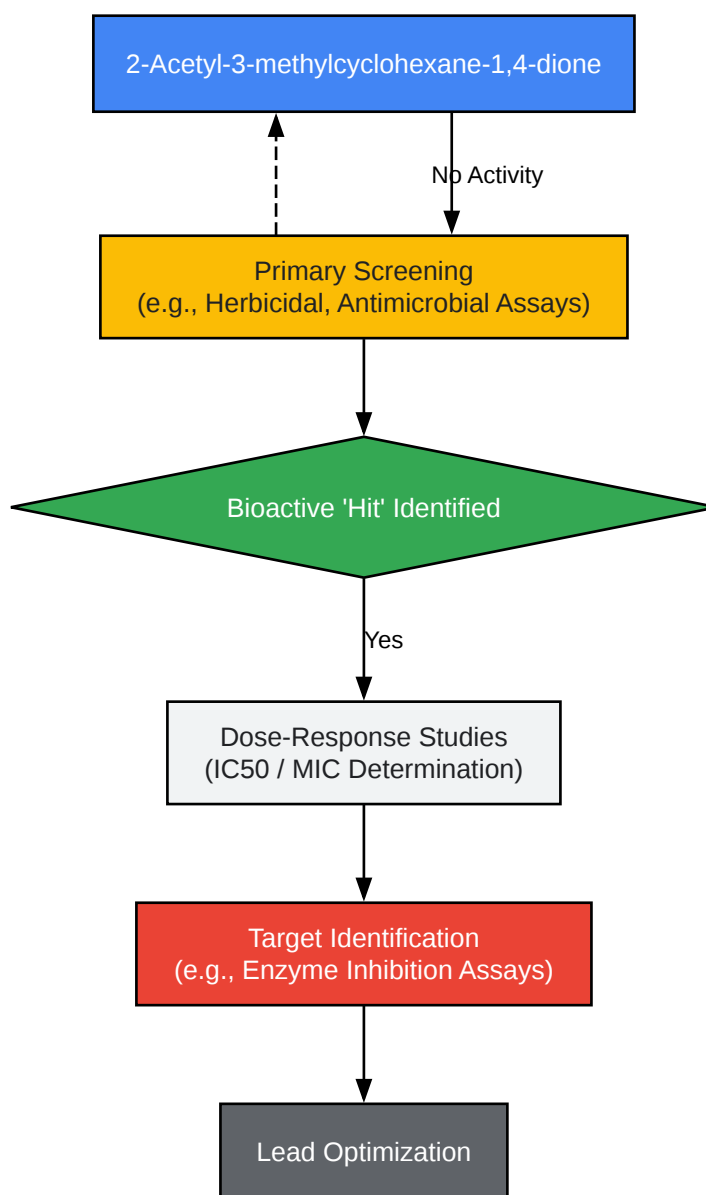 2-Acetyl-3-methylcyclohexane-1,4-dione
No Activity
Primary Screening
(e.g., Herbicidal, Antimicrobial Assays)
Bioactive 'Hit' Identified
Yes
Dose-Response Studies
(IC50 / MIC Determination)
Target Identification
(e.g., Enzyme Inhibition Assays)
Lead Optimization